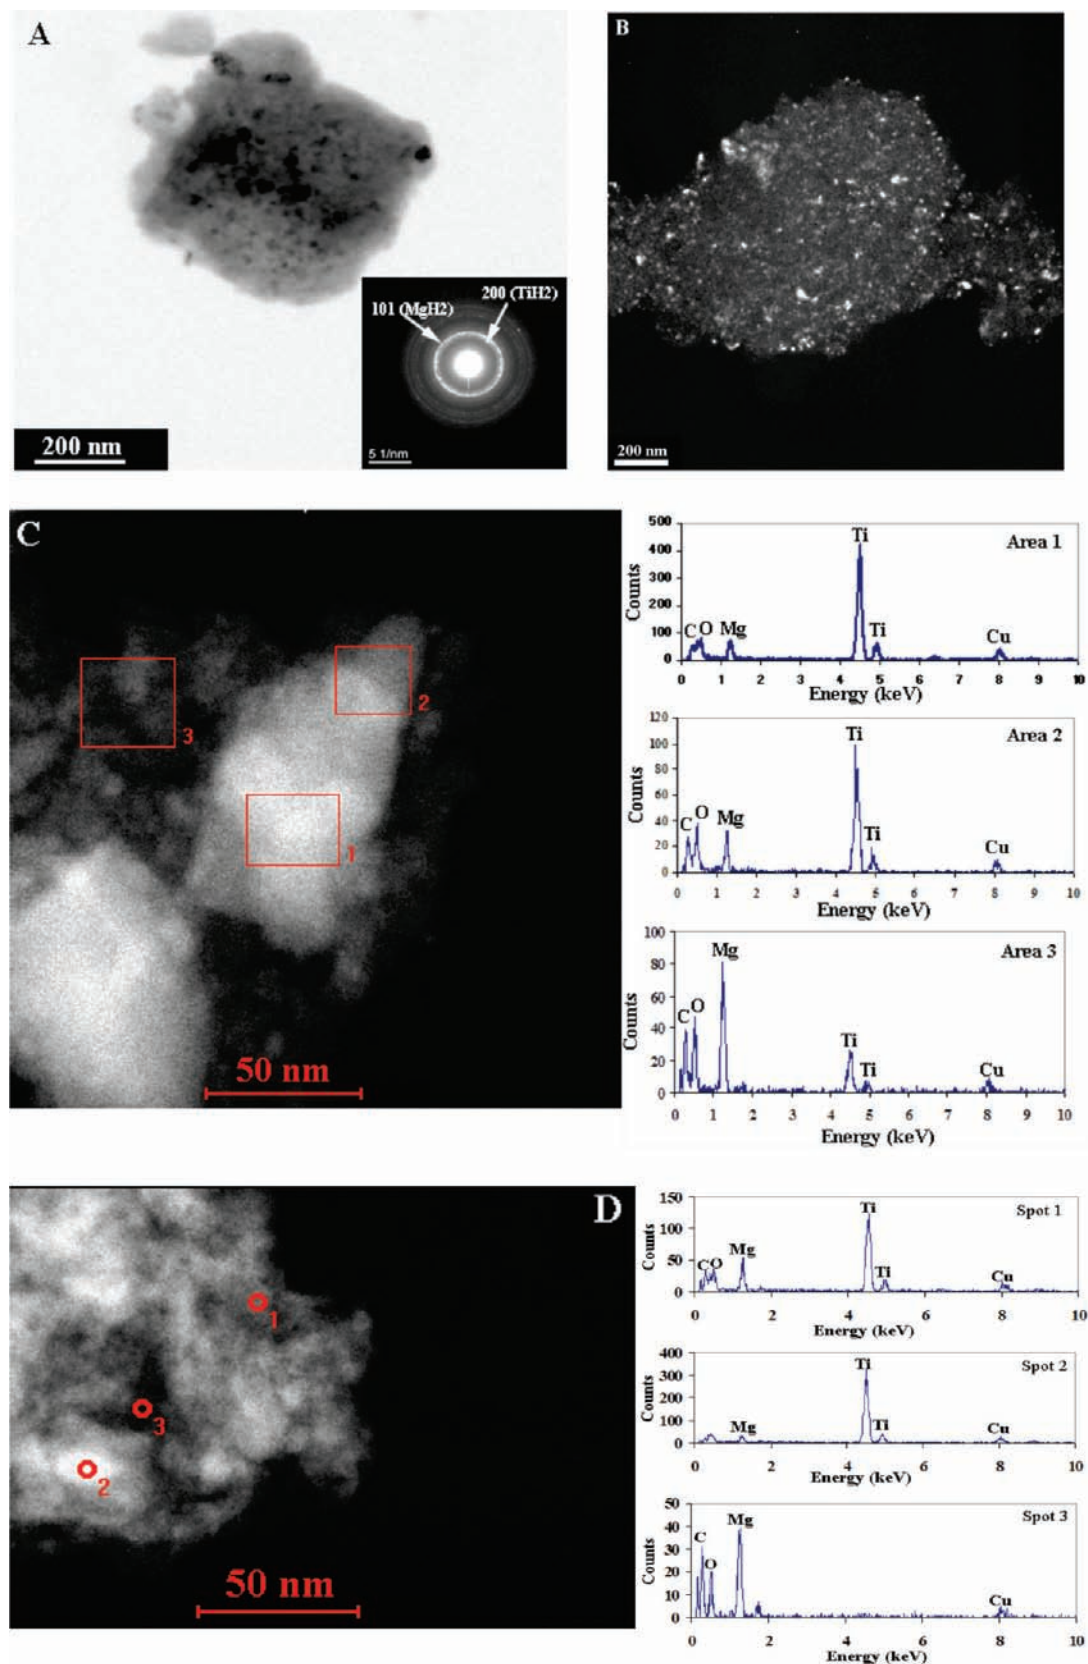 A
101 (MgH2)
200 (TiH2)
5 1/nm
200 nm
B
200 nm
C
1
2
3
50 nm
Area 1
Counts
500
400
300
200
100
0
C O Mg Ti Ti Cu
0 1 2 3 4 5 6 7 8 9 10
Energy (keV)
Area 2
Counts
120
100
80
60
40
20
0
C O Mg Ti Ti Cu
0 1 2 3 4 5 6 7 8 9 10
Energy (keV)
Area 3
Counts
100
80
60
40
20
0
C O Mg Ti Ti Cu
0 1 2 3 4 5 6 7 8 9 10
Energy (keV)
D
1
3
2
50 nm
Spot 1
Counts
150
100
50
0
C O Mg Ti Ti Cu
0 2 4 6 8 10
Energy (keV)
Spot 2
Counts
400
300
200
100
0
Mg Ti Ti Cu
0 2 4 6 8 10
Energy (keV)
Spot 3
Counts
50
40
30
20
10
0
C O Mg Cu
0 2 4 6 8 10
Energy (keV)